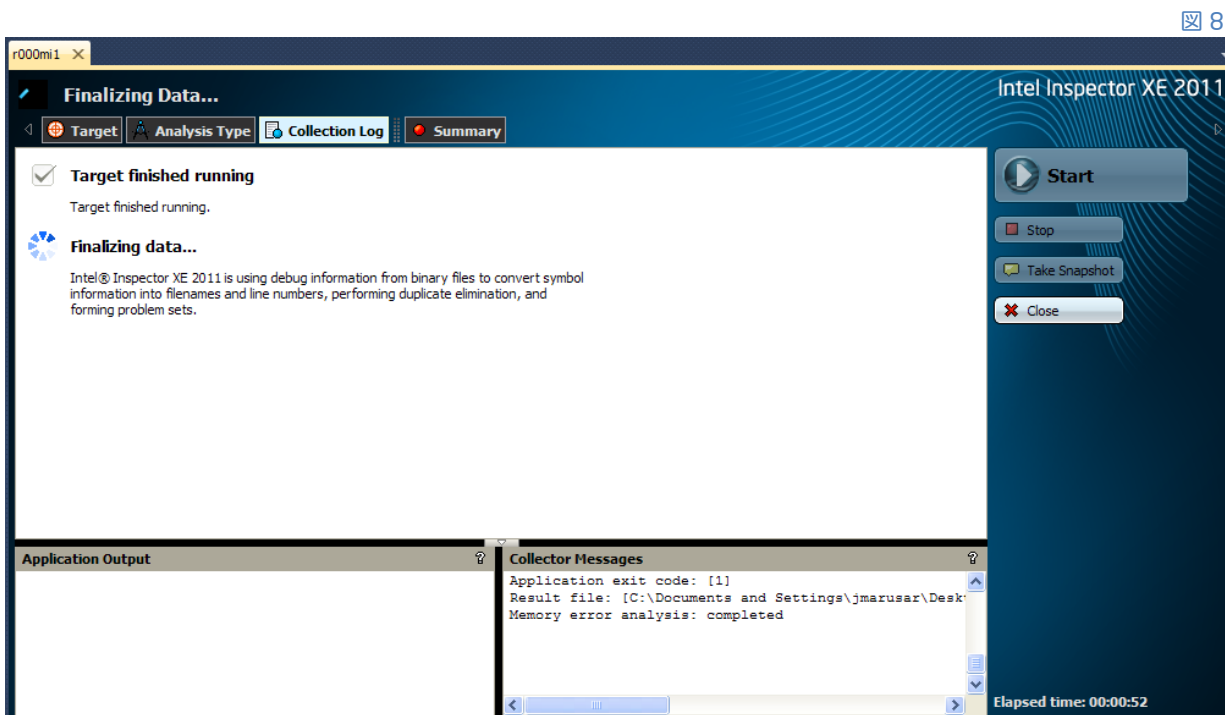 図 8
r000mi1
Finalizing Data...
Intel Inspector XE 2011
Target
Analysis Type
Collection Log
Summary
Target finished running
Target finished running.
Finalizing data...
Intel® Inspector XE 2011 is using debug information from binary files to convert symbol
information into filenames and line numbers, performing duplicate elimination, and
forming problem sets.
Start
Stop
Take Snapshot
Close
Application Output ?
Collector Messages ?
Application exit code: [1]
Result file: [C:\Documents and Settings\jmarusar\Desk
Memory error analysis: completed
Elapsed time: 00:00:52